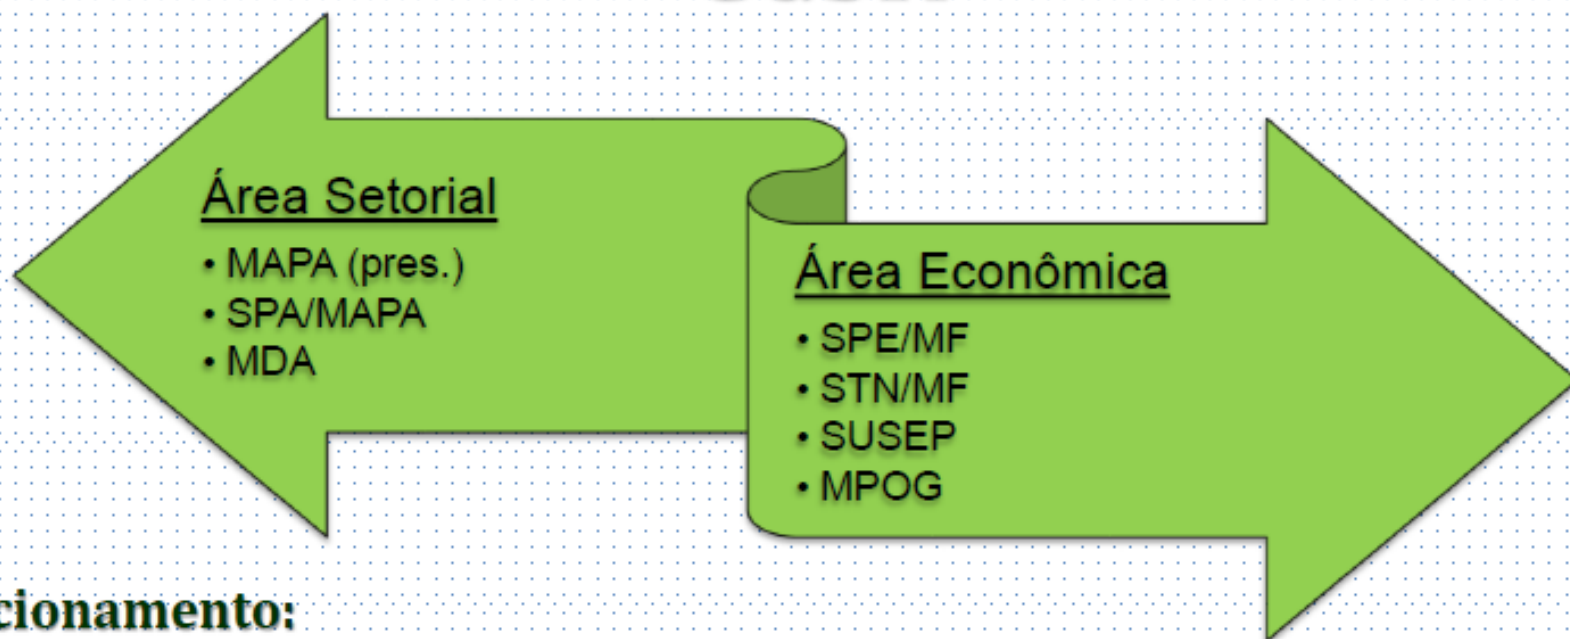 Área Setorial
• MAPA (pres.)
• SPA/MAPA
• MDA
Área Econômica
• SPE/MF
• STN/MF
• SUSEP
• MPOG
cionamento: